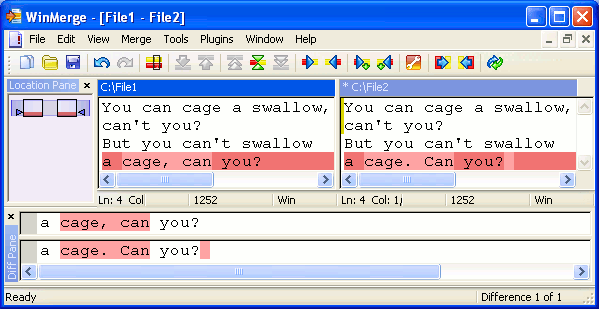 WinMerge - [File1 - File2]
File Edit View Merge Tools Plugins Window Help
Location Pane
C:\File1
You can cage a swallow,
can't you?
But you can't swallow
a cage, can you?
Ln: 4 Col 1252 Win
* C:\File2
You can cage a swallow,
can't you?
But you can't swallow
a cage. Can you?
Ln: 4 Col: 1/ 1252 Win
Diff Pane
a cage, can you?
a cage. Can you?
Ready Difference 1 of 1